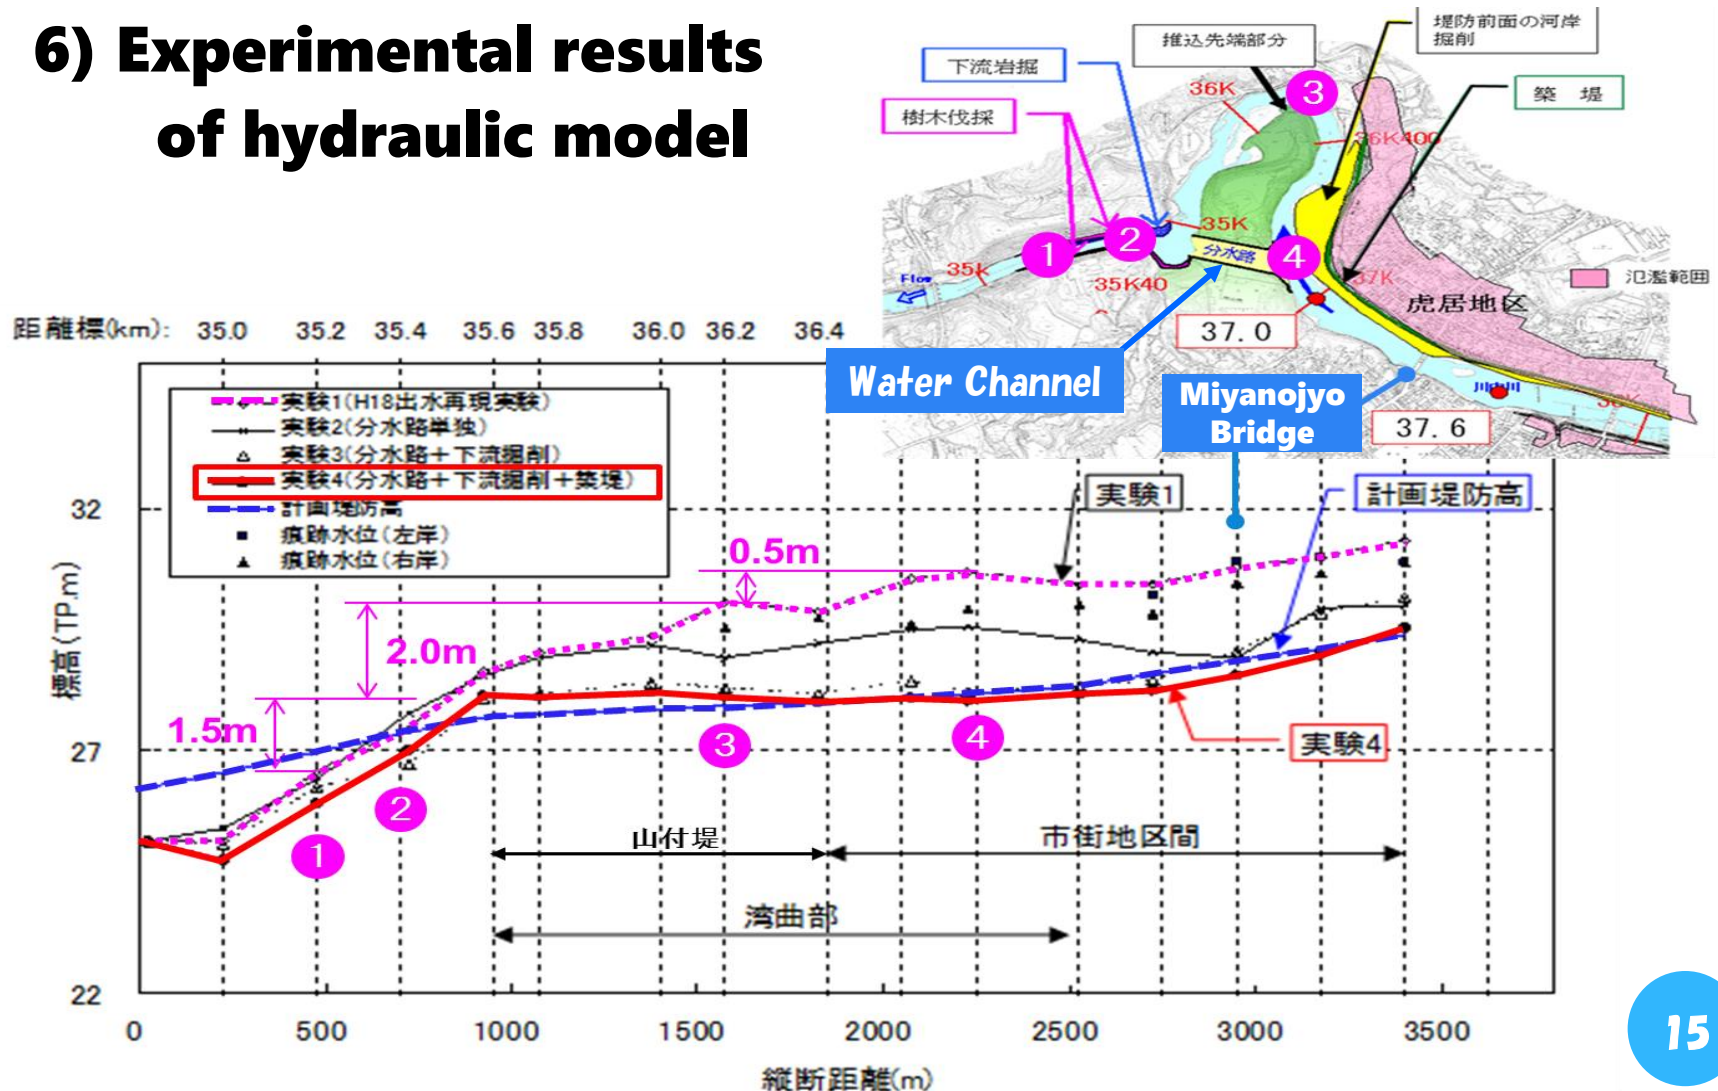 6) Experimental results
of hydraulic model
推込先端部分
堤防前面の河岸
掘削
下流岩掘
樹木伐採
築 堤
36K
③
36K400
35K
①
②
分水路
④
35k
35K40
37K
Flow
氾濫範囲
虎居地区
37.0
36K
37.6
Water Channel
Miyanojyo
Bridge
距離標(km): 35.0 35.2 35.4 35.6 35.8 36.0 36.2 36.4
実験1(H18出水再現実験)
実験2(分水路単独)
実験3(分水路+下流掘削)
実験4(分水路+下流掘削+築堤)
計画堤防高
痕跡水位(左岸)
痕跡水位(右岸)
実験1
計画堤防高
0.5m
2.0m
1.5m
実験4
③
④
②
①
山付堤
市街地区間
湾曲部
標高(TP.m)
32
27
22
0 500 1000 1500 2000 2500 3000 3500
縦断距離(m)
15